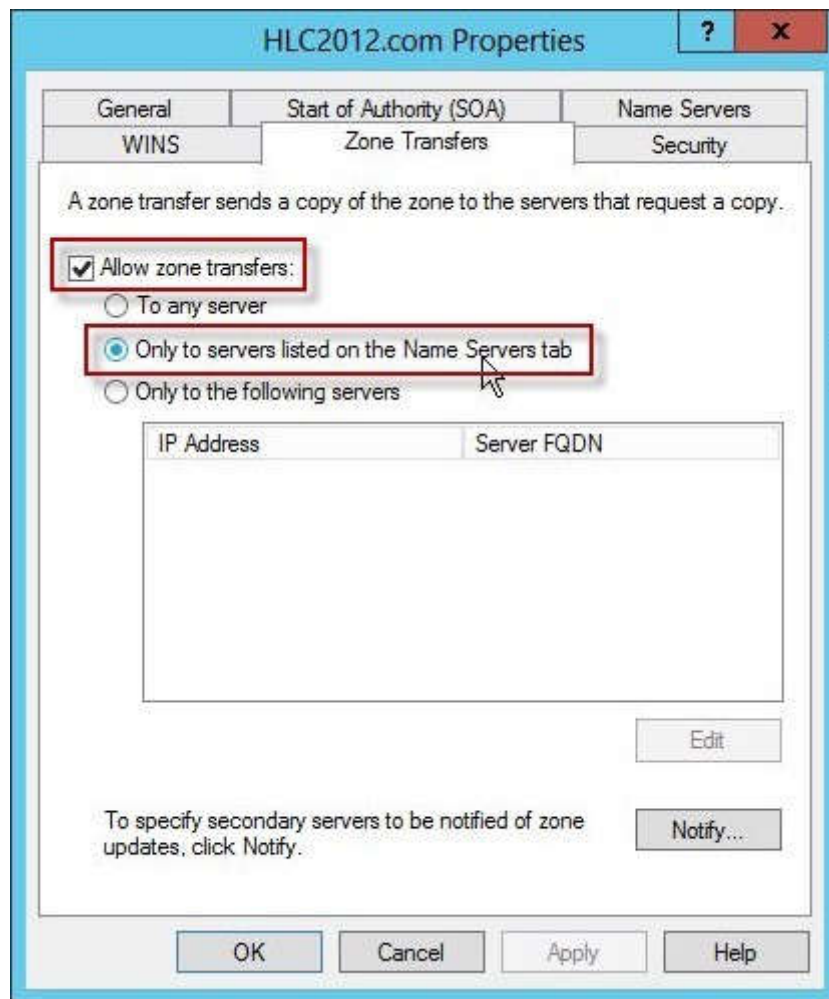 HLC2012.com Properties
?
x
General
Start of Authority (SOA)
Name Servers
WINS
Zone Transfers
Security
A zone transfer sends a copy of the zone to the servers that request a copy.
Allow zone transfers:
To any server
Only to servers listed on the Name Servers tab
Only to the following servers
IP Address
Server FQDN
Edit
To specify secondary servers to be notified of zone
updates, click Notify.
Notify...
OK
Cancel
Apply
Help